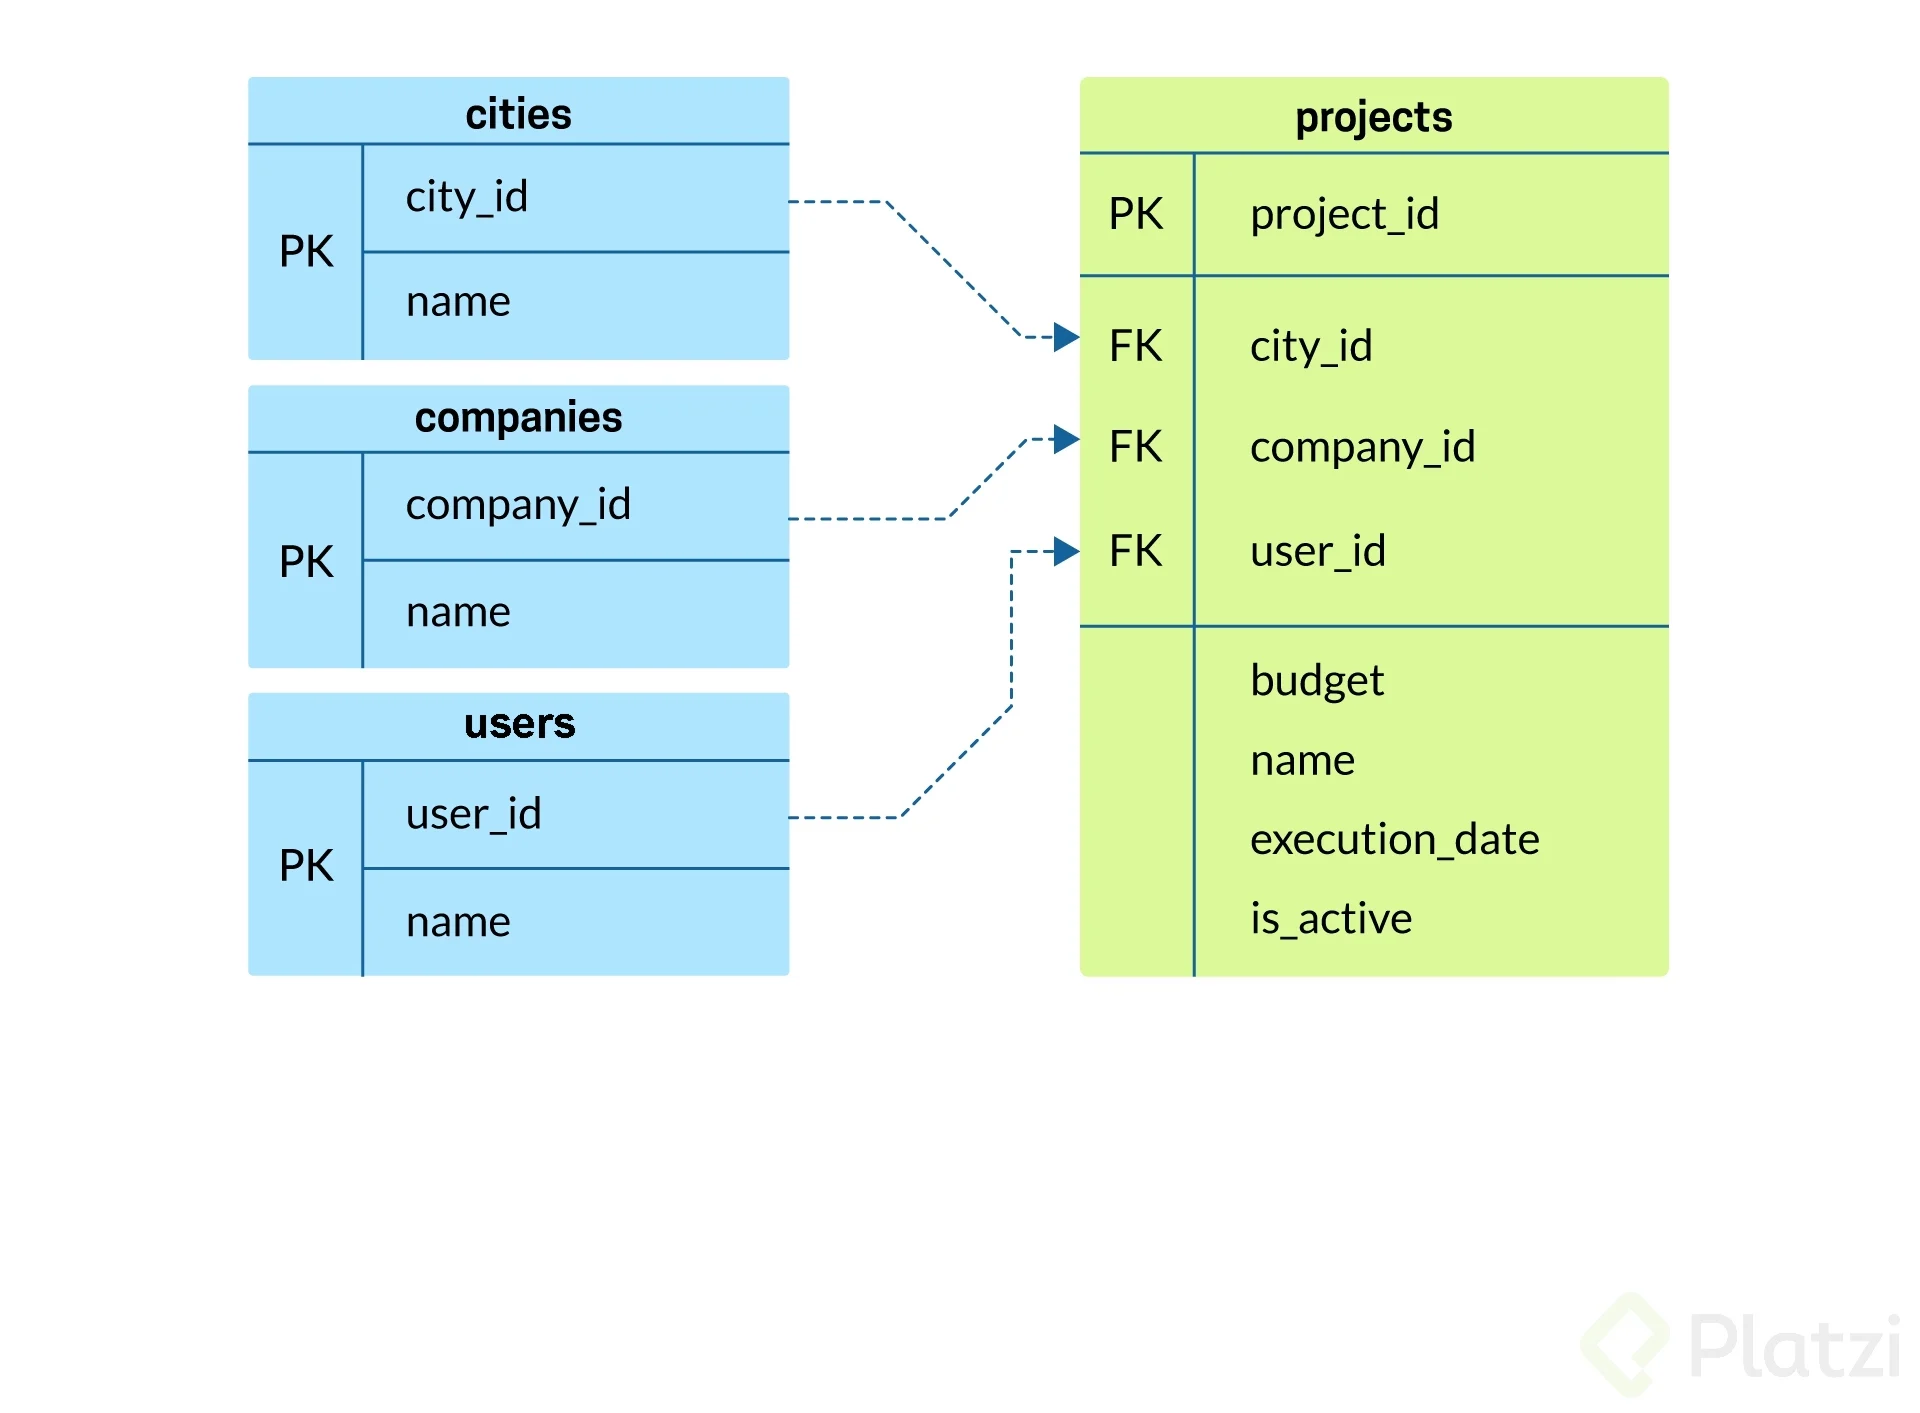 cities
PK
city_id
name
companies
PK
company_id
name
users
PK
user_id
name
projects
PK project_id
FK city_id
FK company_id
FK user_id
budget
name
execution_date
is_active
Platzi